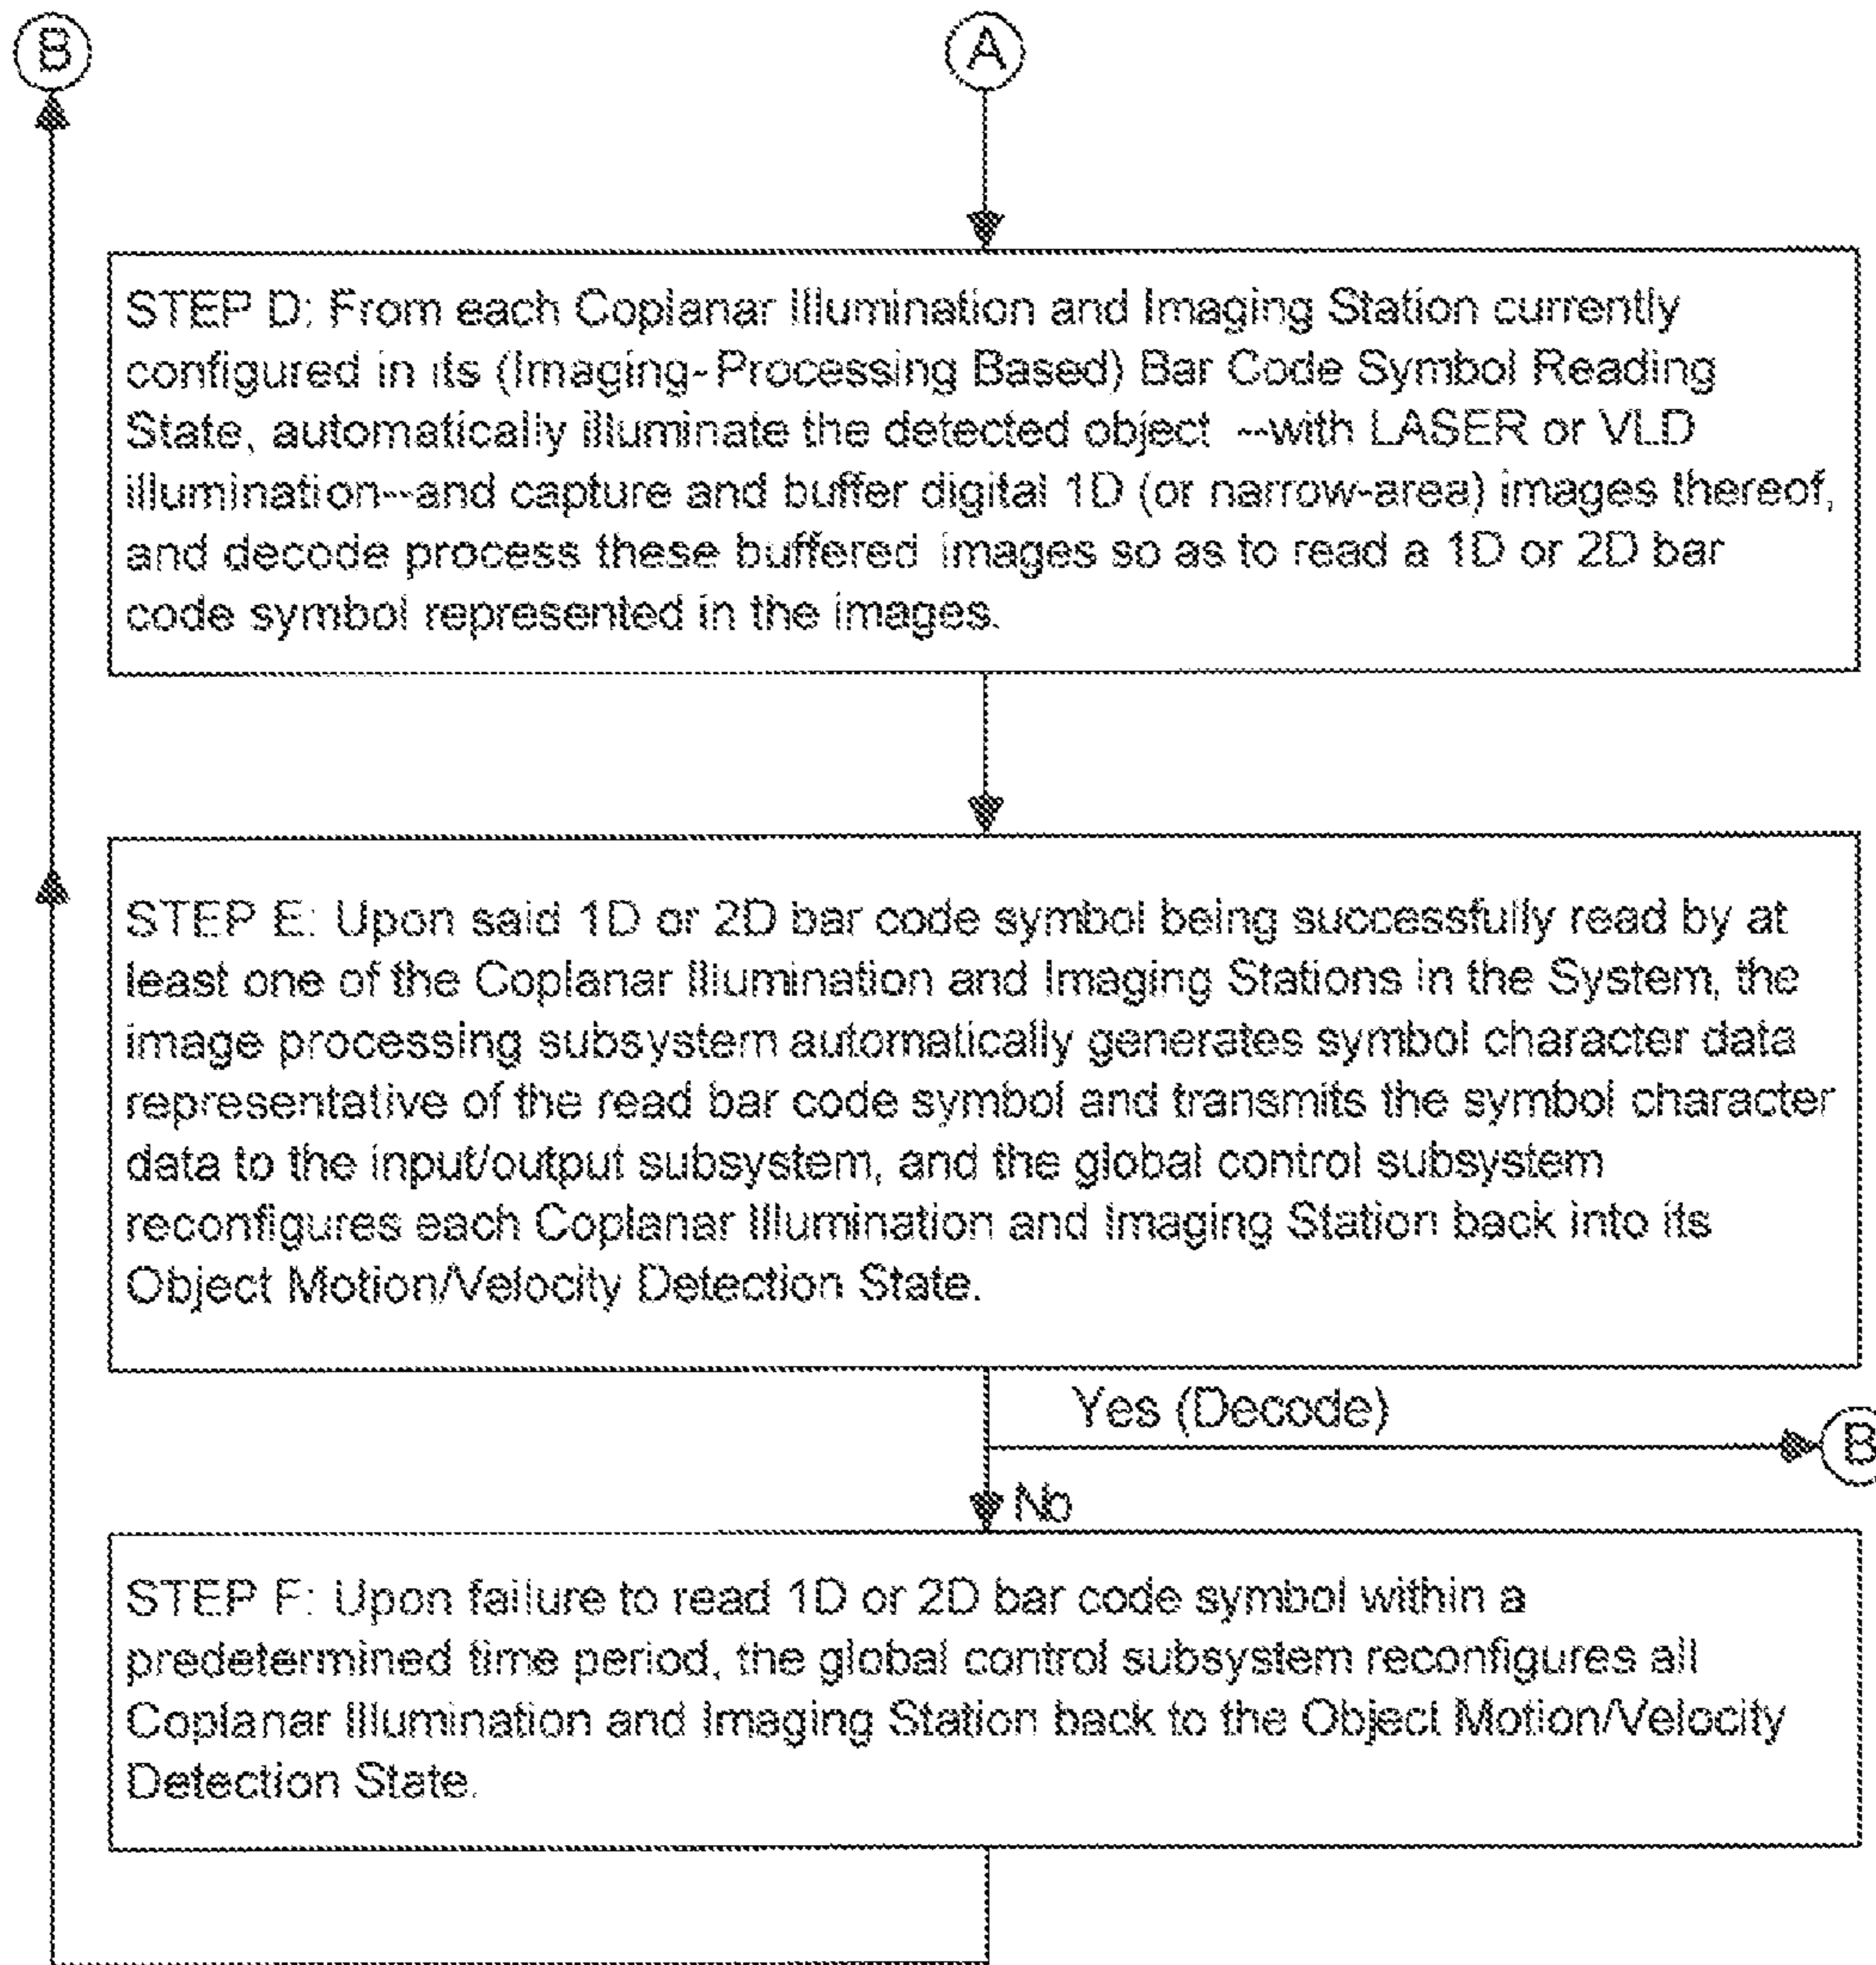 B
A
STEP D: From each Coplanar Illumination and Imaging Station currently
configured in its (Imaging-Processing Based) Bar Code Symbol Reading
State, automatically illuminate the detected object --with LASER or VLD
illumination--and capture and buffer digital 1D (or narrow-area) images thereof,
and decode process these buffered images so as to read a 1D or 2D bar
code symbol represented in the images.
STEP E: Upon said 1D or 2D bar code symbol being successfully read by at
least one of the Coplanar Illumination and Imaging Stations in the System, the
image processing subsystem automatically generates symbol character data
representative of the read bar code symbol and transmits the symbol character
data to the input/output subsystem, and the global control subsystem
reconfigures each Coplanar Illumination and Imaging Station back into its
Object Motion/Velocity Detection State.
Yes (Decode)
B
No
STEP F: Upon failure to read 1D or 2D bar code symbol within a
predetermined time period, the global control subsystem reconfigures all
Coplanar Illumination and Imaging Station back to the Object Motion/Velocity
Detection State.